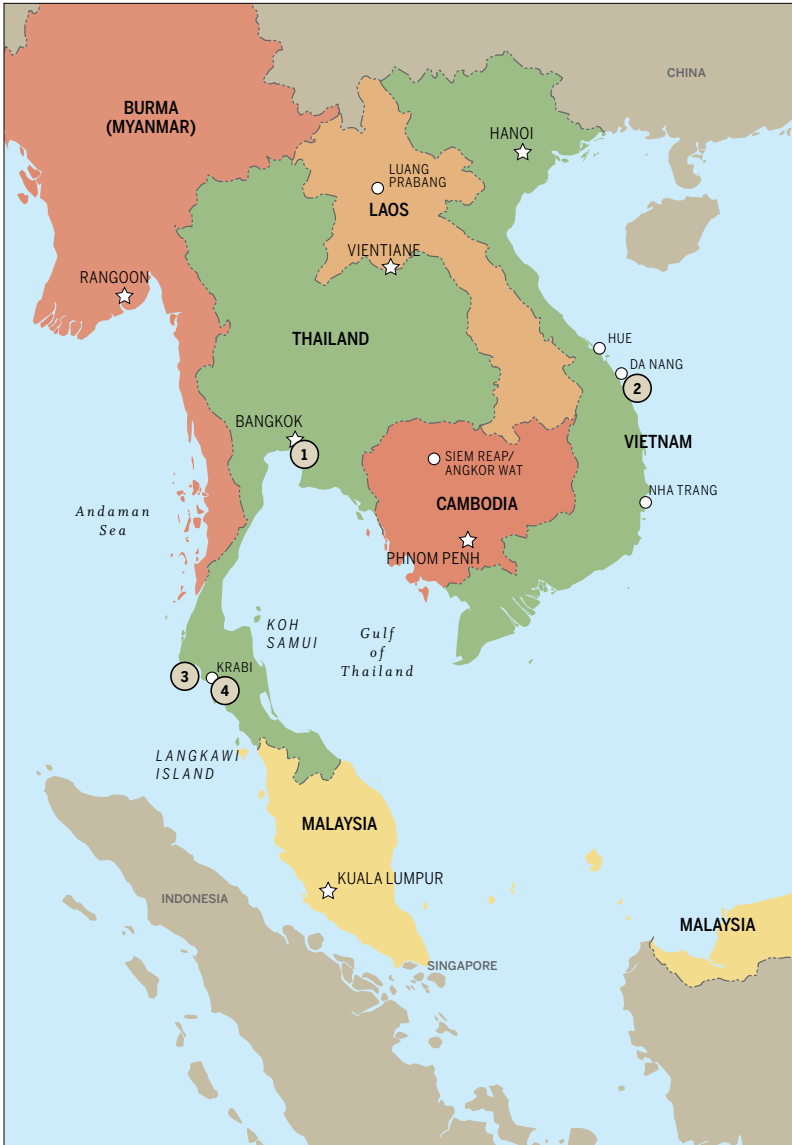 CHINA
BURMA
(MYANMAR)
HANOI
LUANG
PRABANG
LAOS
VIENTIANE
RANGOON
THAILAND
HUE
DA NANG
2
BANGKOK
1
VIETNAM
SIEM REAP/
ANGKOR WAT
NHA TRANG
CAMBODIA
Andaman
Sea
PHNOM PENH
KOH
SAMUI
Gulf
of
Thailand
3
KRABI
4
LANGKAWI
ISLAND
MALAYSIA
KUALA LUMPUR
INDONESIA
MALAYSIA
SINGAPORE